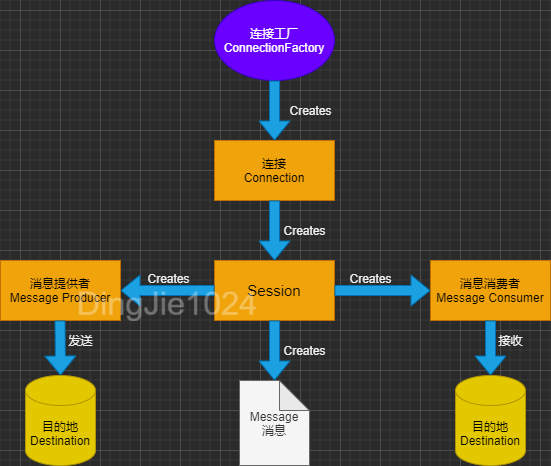 连接工厂
ConnectionFactory
Creates
连接
Connection
Creates
消息提供者
Message Producer
Creates
Session
Creates
消息消费者
Message Consumer
DingJie1024
发送
Creates
接收
目的地
Destination
Message
消息
目的地
Destination